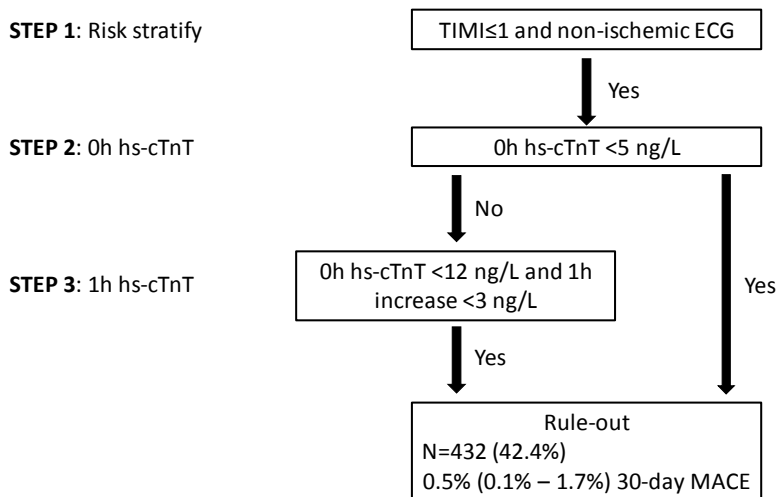 STEP 1: Risk stratify
TIMI≤1 and non-ischemic ECG
Yes
STEP 2: 0h hs-cTnT
0h hs-cTnT <5 ng/L
No
Yes
STEP 3: 1h hs-cTnT
0h hs-cTnT <12 ng/L and 1h
increase <3 ng/L
Yes
Rule-out
N=432 (42.4%)
0.5% (0.1% – 1.7%) 30-day MACE